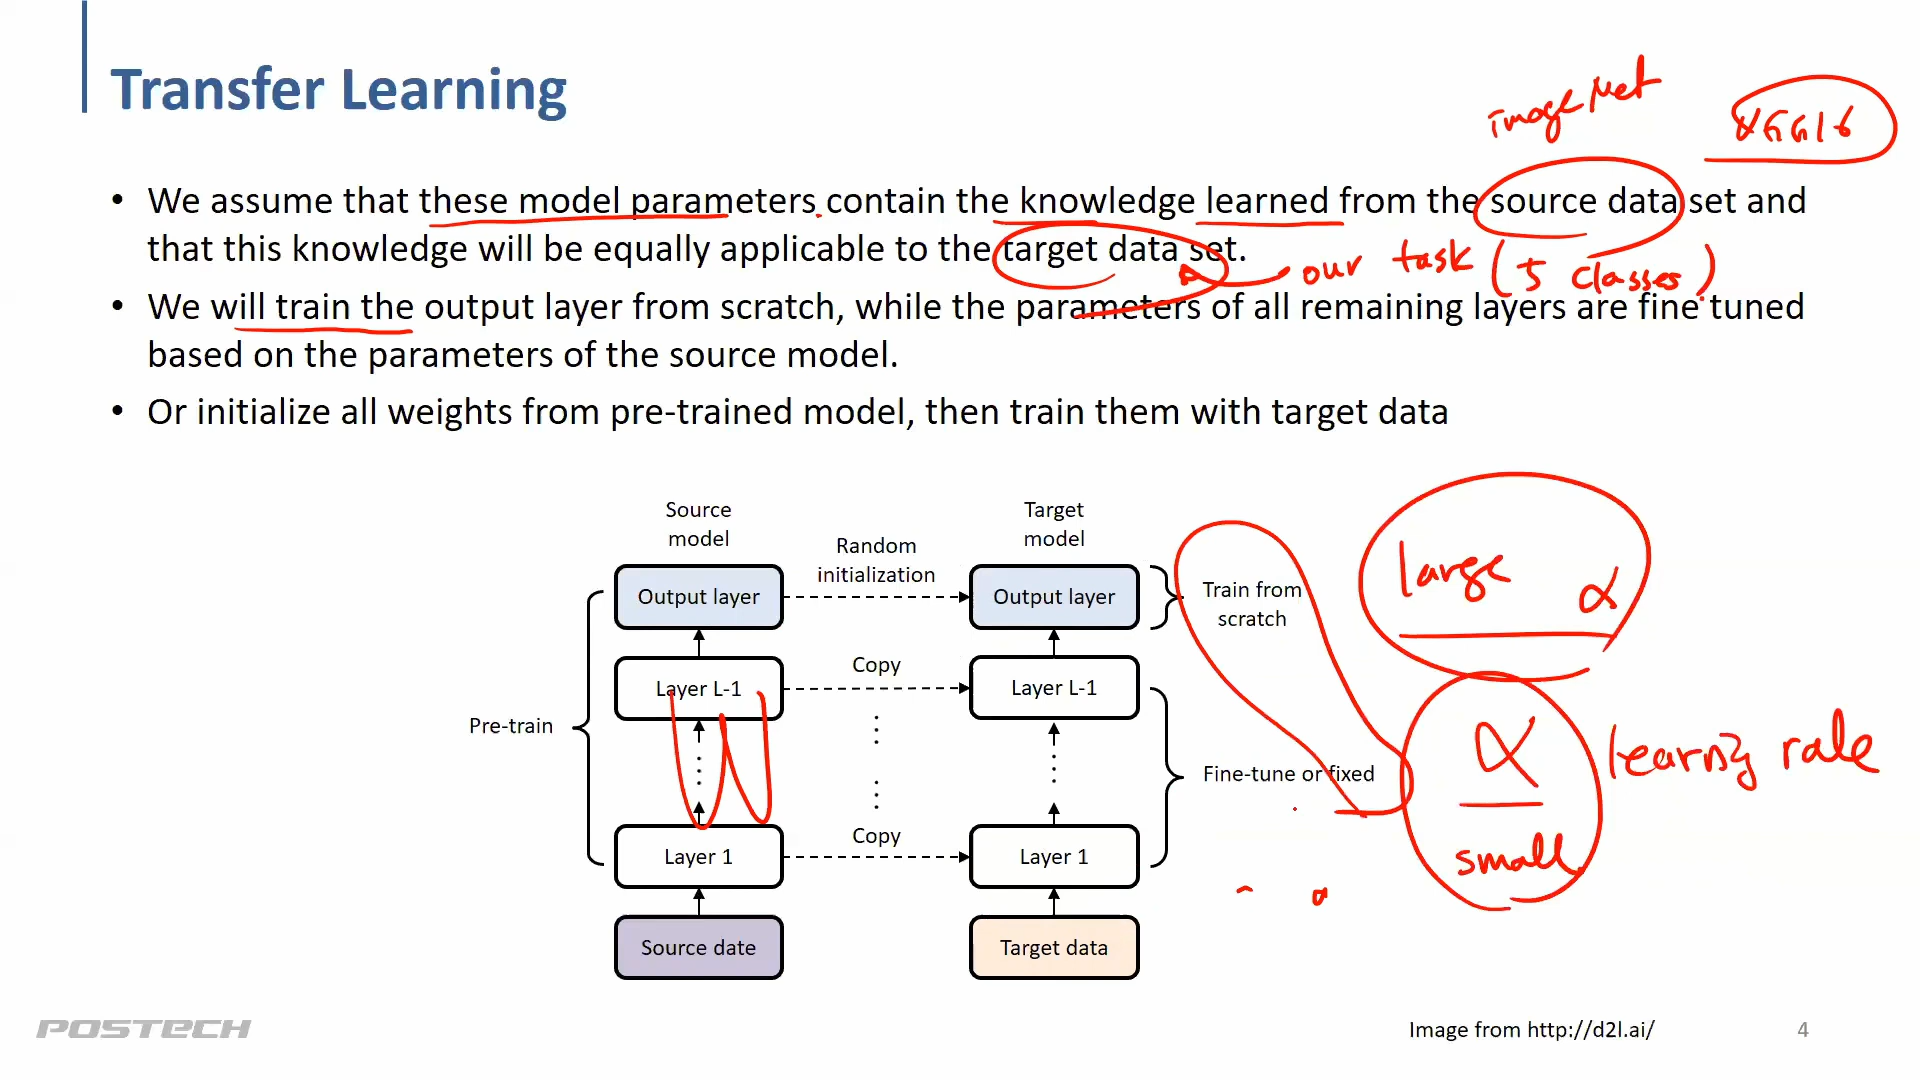 Transfer Learning
ImageNet
VGG16
• We assume that these model parameters contain the knowledge learned from the source data set and
that this knowledge will be equally applicable to the target data set.
our task (5 classes)
• We will train the output layer from scratch, while the parameters of all remaining layers are fine tuned
based on the parameters of the source model.
• Or initialize all weights from pre-trained model, then train them with target data
Source
model
Target
model
Random
initialization
Output layer
Output layer
Train from
scratch
large α
Copy
Layer L-1
Layer L-1
Pre-train
Fine-tune or fixed
α
learning rate
small
Copy
Layer 1
Layer 1
Source date
Target data
POSTECH
Image from http://d2l.ai/
4